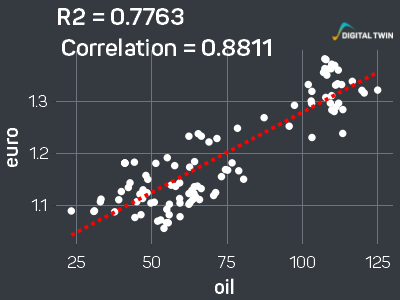 R2 = 0.7763
Correlation = 0.8811
DIGITAL TWIN
1.3
1.2
1.1
euro
25 50 75 100 125
oil